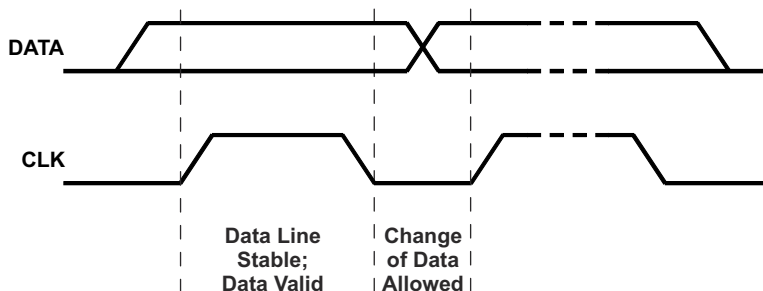 DATA
CLK
Data Line
Stable;
Data Valid
Change
of Data
Allowed